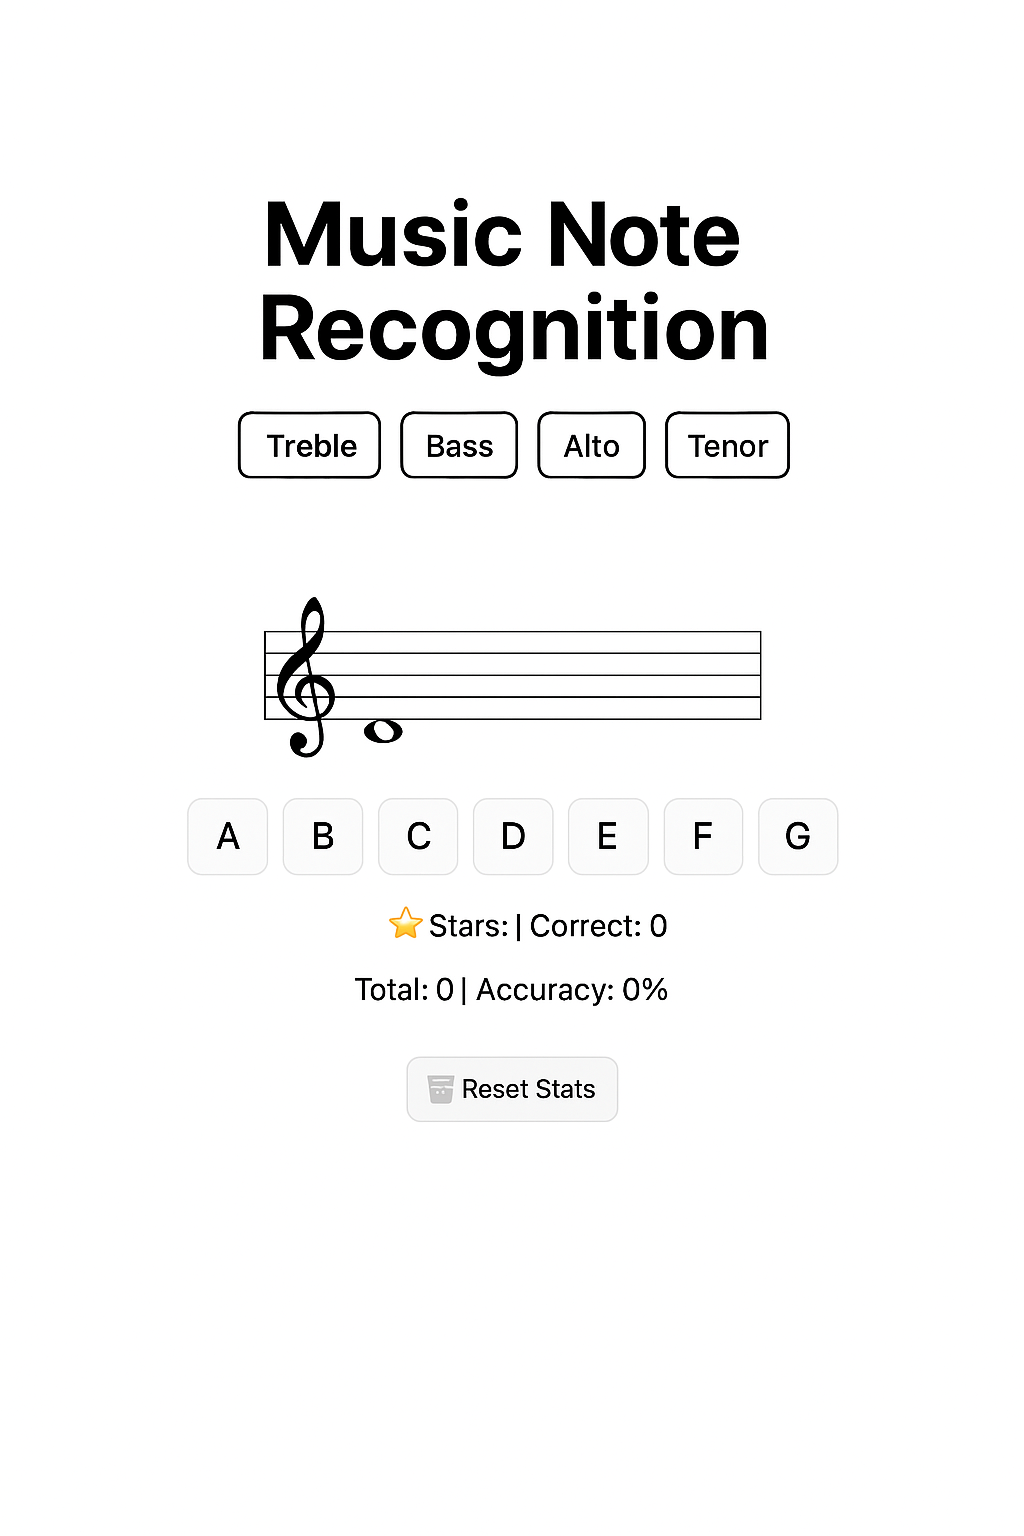 Music Note
Recognition
Treble Bass Alto Tenor
A B C D E F G
⭐ Stars: | Correct: 0
Total: 0 | Accuracy: 0%
Reset Stats